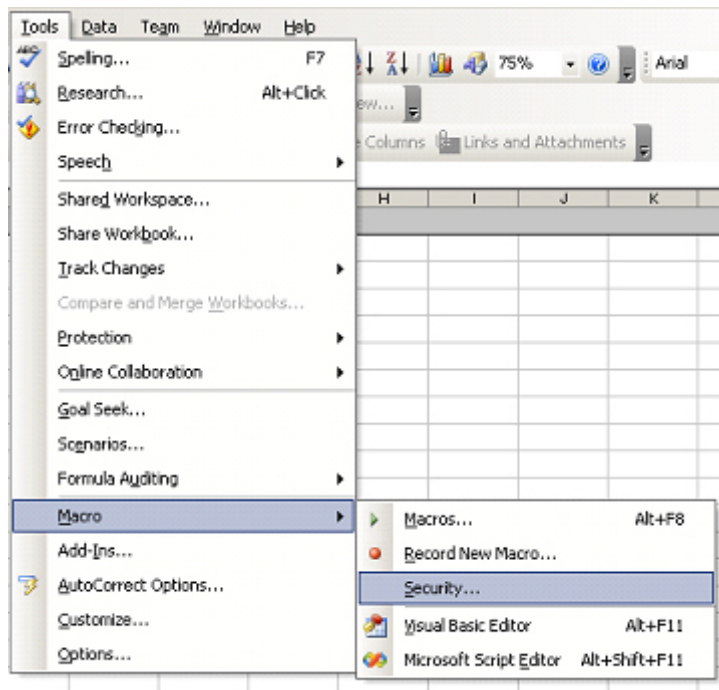 Tools Data Team Window Help
Spelling... F7
75% Arial
Research... Alt+Click
ew...
Error Checking...
Columns Links and Attachments
Speech
Shared Workspace...
H I J K
Share Workbook...
Track Changes
Compare and Merge Workbooks...
Protection
Online Collaboration
Goal Seek...
Scenarios...
Formula Auditing
Macro
Macros... Alt+F8
Add-Ins...
Record New Macro...
AutoCorrect Options...
Security...
Customize...
Visual Basic Editor Alt+F11
Options...
Microsoft Script Editor Alt+Shift+F11